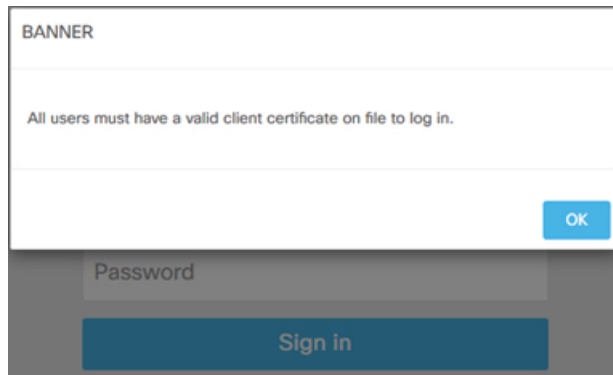 BANNER
All users must have a valid client certificate on file to log in.
OK
Password
Sign in